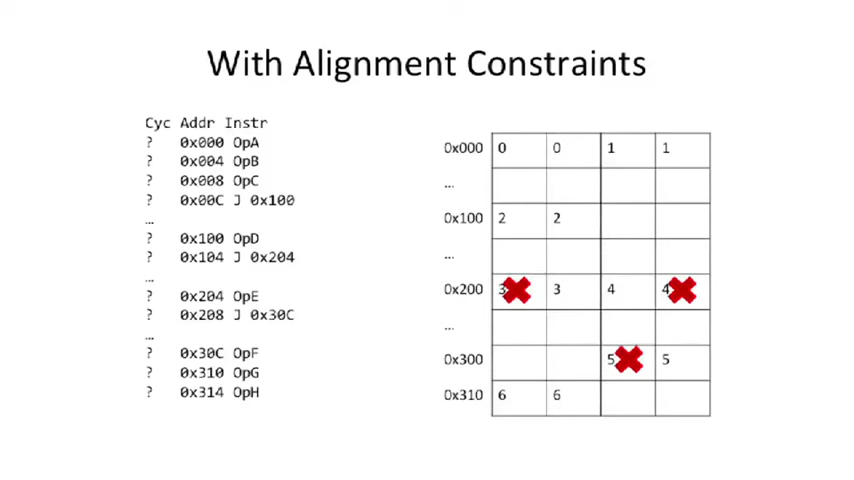 With Alignment Constraints
Cyc Addr Instr
? 0x000 OpA
? 0x004 OpB
? 0x008 OpC
? 0x00C J 0x100
…
? 0x100 OpD
? 0x104 J 0x204
…
? 0x204 OpE
? 0x208 J 0x30C
…
? 0x30C OpF
? 0x310 OpG
? 0x314 OpH
0x000 0 0 1 1
...
0x100 2 2
...
0x200 3 3 4 4
...
0x300 5 5
0x310 6 6